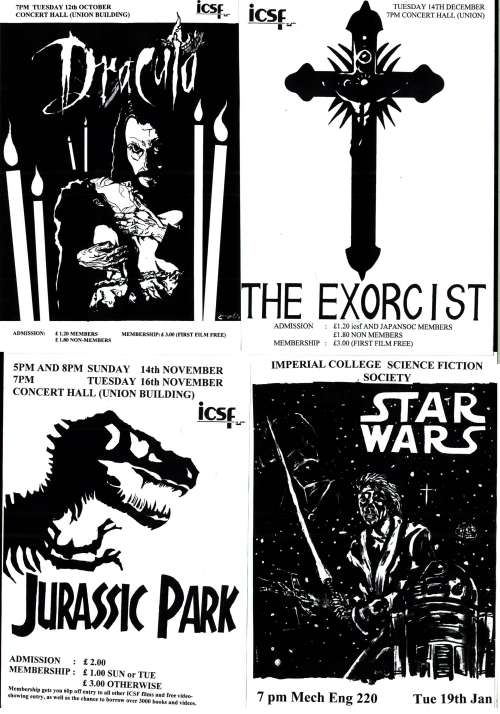 7PM TUESDAY 12th OCTOBER
CONCERT HALL (UNION BUILDING)
icsf
Dracula
ADMISSION: £ 1.20 MEMBERS
£ 1.80 NON-MEMBERS
MEMBERSHIP: £ 3.00 (FIRST FILM FREE)
icsf
TUESDAY 14TH DECEMBER
7PM CONCERT HALL (UNION)
THE EXORCIST
ADMISSION : £1.20 icsf AND JAPANSOC MEMBERS
£1.80 NON MEMBERS
MEMBERSHIP : £3.00 (FIRST FILM FREE)
5PM AND 8PM SUNDAY 14th NOVEMBER
7PM TUESDAY 16th NOVEMBER
CONCERT HALL (UNION BUILDING)
icsf
JURASSIC PARK
ADMISSION : £ 2.00
MEMBERSHIP : £ 1.00 SUN or TUE
£ 3.00 OTHERWISE
Membership gets you 60p off entry to all other ICSF films and free video-
showing entry, as well as the chance to borrow over 3000 books and videos.
IMPERIAL COLLEGE SCIENCE FICTION
SOCIETY
STAR
WARS
7 pm Mech Eng 220 Tue 19th Jan